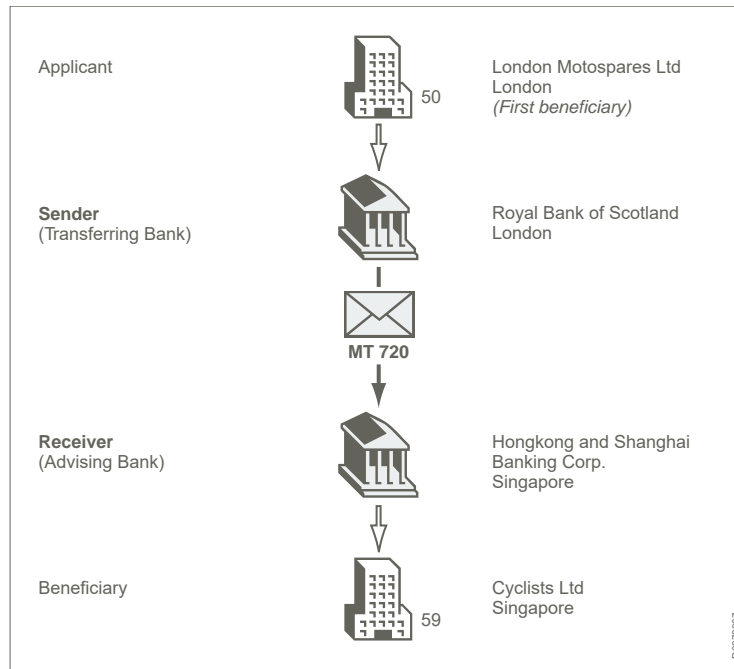 Applicant
50
London Motospares Ltd
London
(First beneficiary)
Sender
(Transferring Bank)
Royal Bank of Scotland
London
MT 720
Receiver
(Advising Bank)
Hongkong and Shanghai
Banking Corp.
Singapore
Beneficiary
59
Cyclists Ltd
Singapore